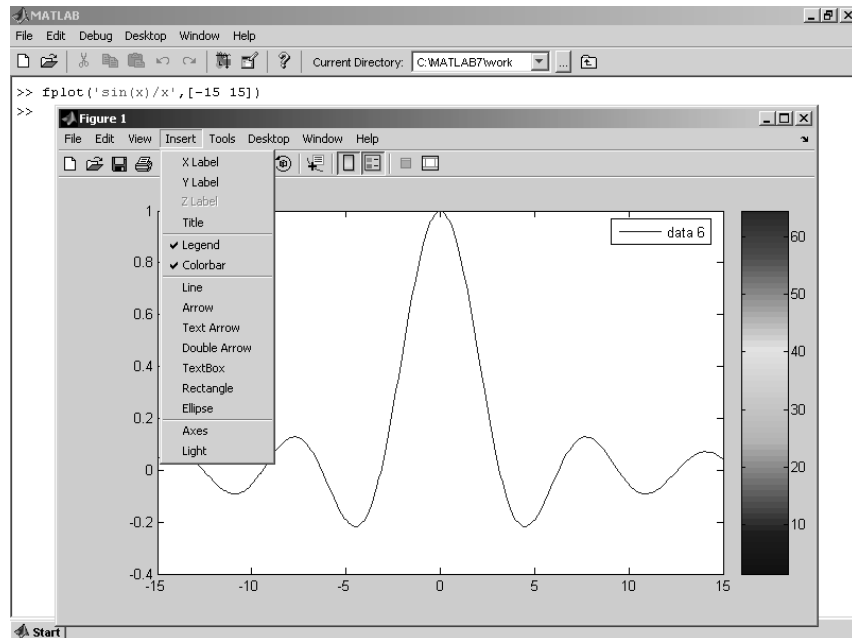 MATLAB
File Edit Debug Desktop Window Help
Current Directory: C:\MATLAB7\work
>> fplot('sin(x)/x',[-15 15])
>>
Figure 1
File Edit View Insert Tools Desktop Window Help
X Label
Y Label
Z Label
Title
Legend
Colorbar
Line
Arrow
Text Arrow
Double Arrow
TextBox
Rectangle
Ellipse
Axes
Light
1
0.8
0.6
0.4
0.2
0
-0.2
-0.4
-15 -10 -5 0 5 10 15
data 6
60
50
40
30
20
10
Start